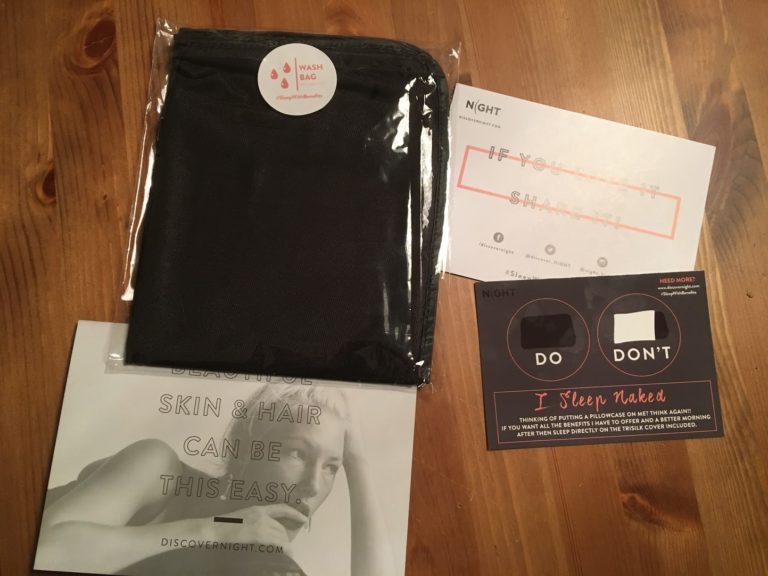 WASH
BAG
#SleepWithBenefits
NIGHT
DISCOVERNIGHT.COM
IF YOU LIKE IT
SHARE IT!
/discovernight
@discover_NIGHT
NIGHT
NEED MORE?
www.discovernight.com
#SleepWithBenefits
DO
DON'T
I Sleep Naked
THINKING OF PUTTING A PILLOWCASE ON ME? THINK AGAIN!!
IF YOU WANT ALL THE BENEFITS I HAVE TO OFFER AND A BETTER MORNING
AFTER THEN SLEEP DIRECTLY ON THE TRISILK COVER INCLUDED.
BEAUTIFUL
SKIN & HAIR
CAN BE
THIS EASY.
DISCOVERNIGHT.COM